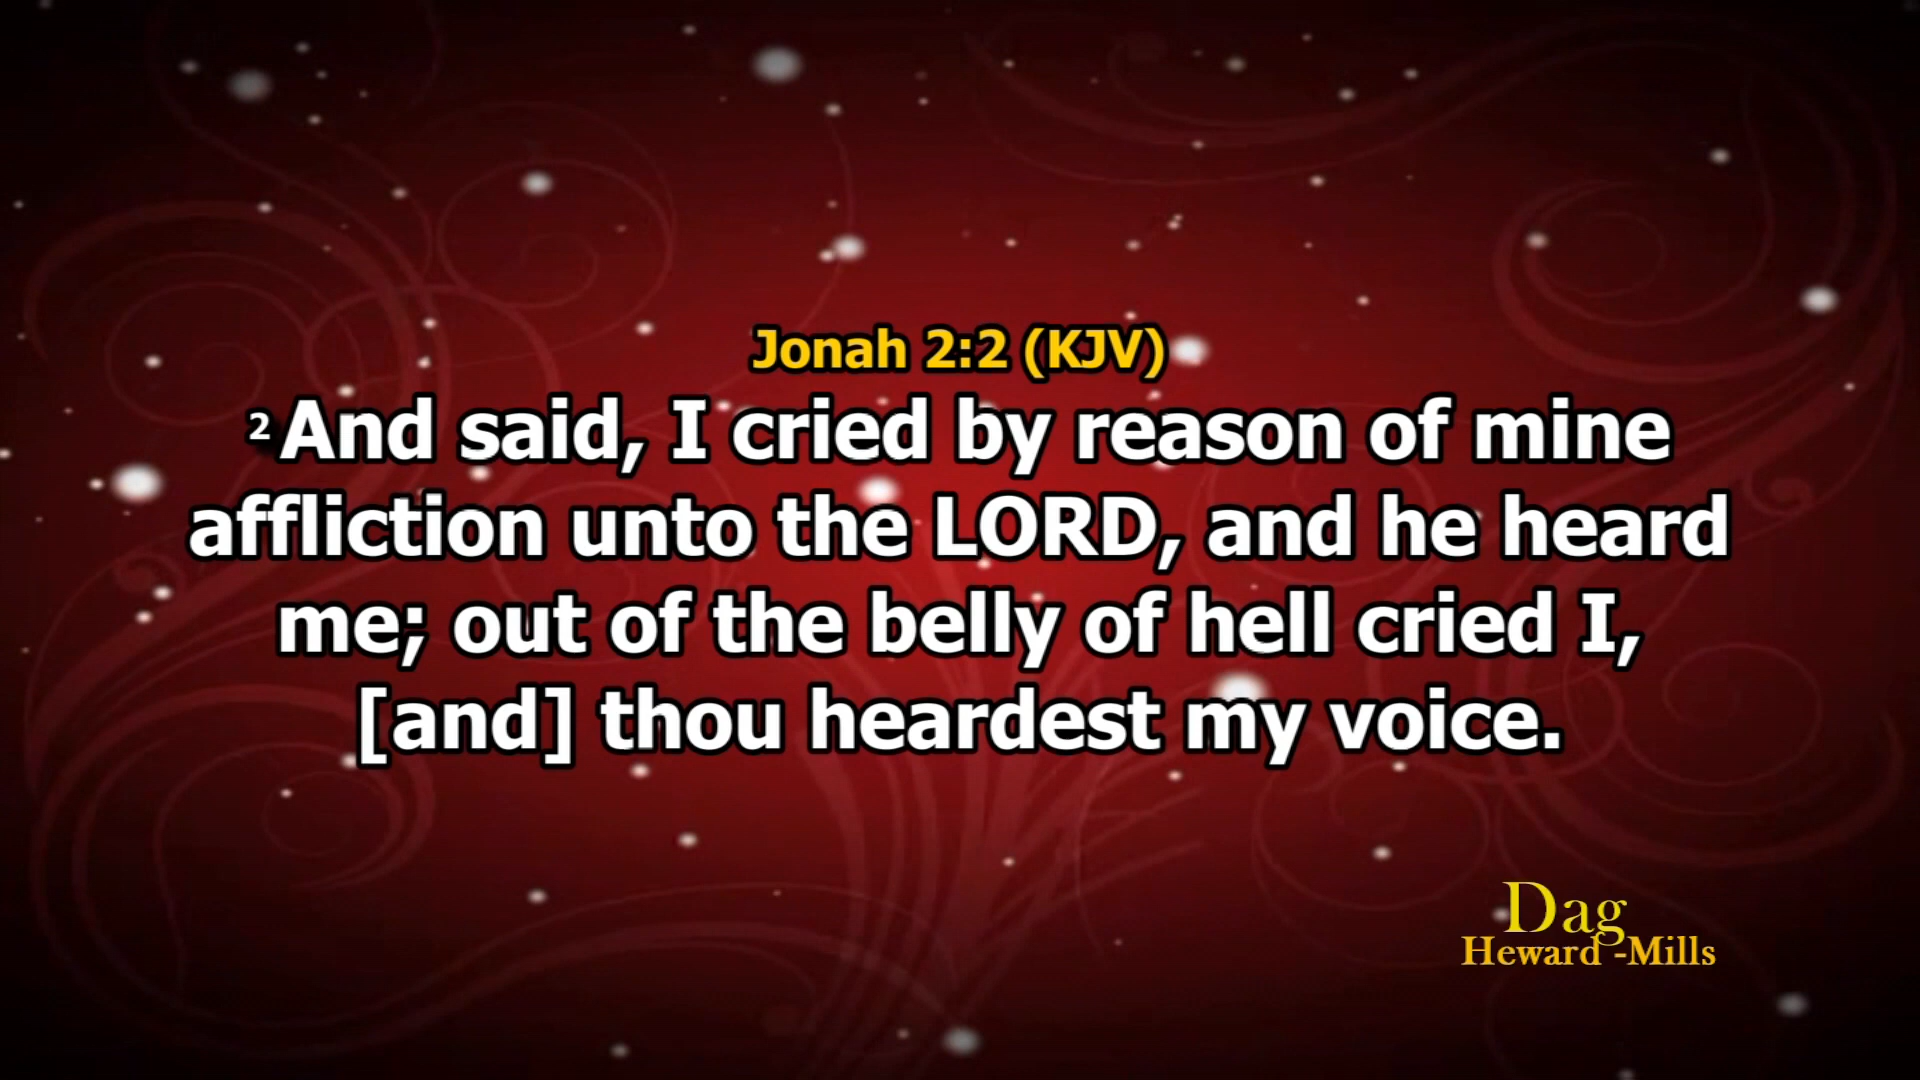 Jonah 2:2 (KJV)
2 And said, I cried by reason of mine
affliction unto the LORD, and he heard
me; out of the belly of hell cried I,
[and] thou heardest my voice.
Dag
Heward -Mills